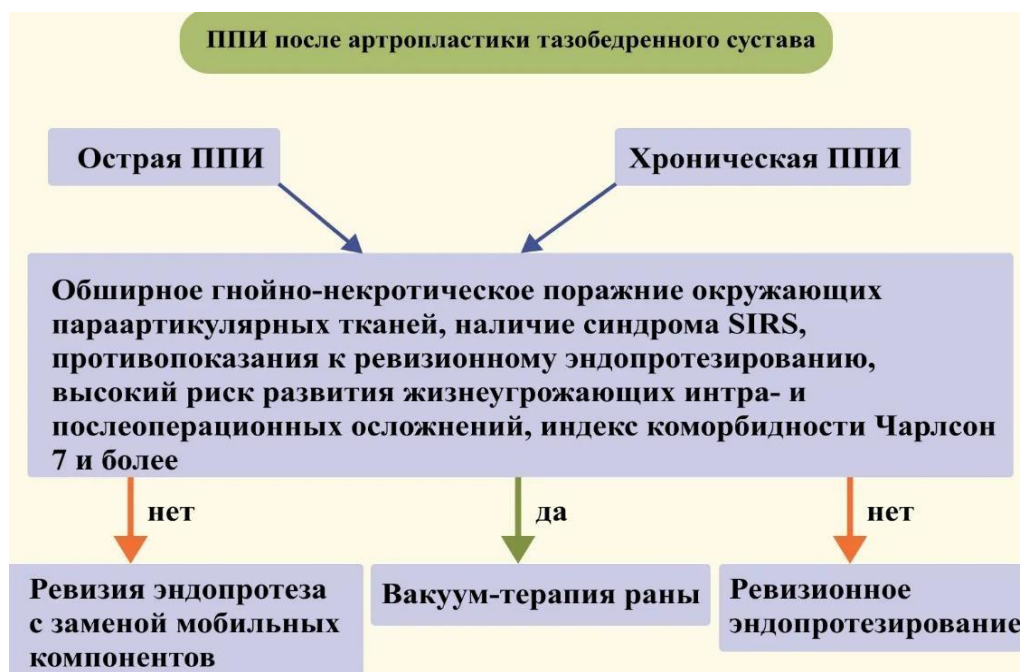 ППИ после артропластики тазобедренного сустава
Острая ППИ
Хроническая ППИ
Обширное гнойно-некротическое поражние окружающих
параартикулярных тканей, наличие синдрома SIRS,
противопоказания к ревизионному эндопротезированию,
высокий риск развития жизнеугрожающих интра- и
послеоперационных осложнений, индекс коморбидности Чарлсон
7 и более
нет
да
нет
Ревизия эндопротеза
с заменой мобильных
компонентов
Вакуум-терапия раны
Ревизионное
эндопротезирование